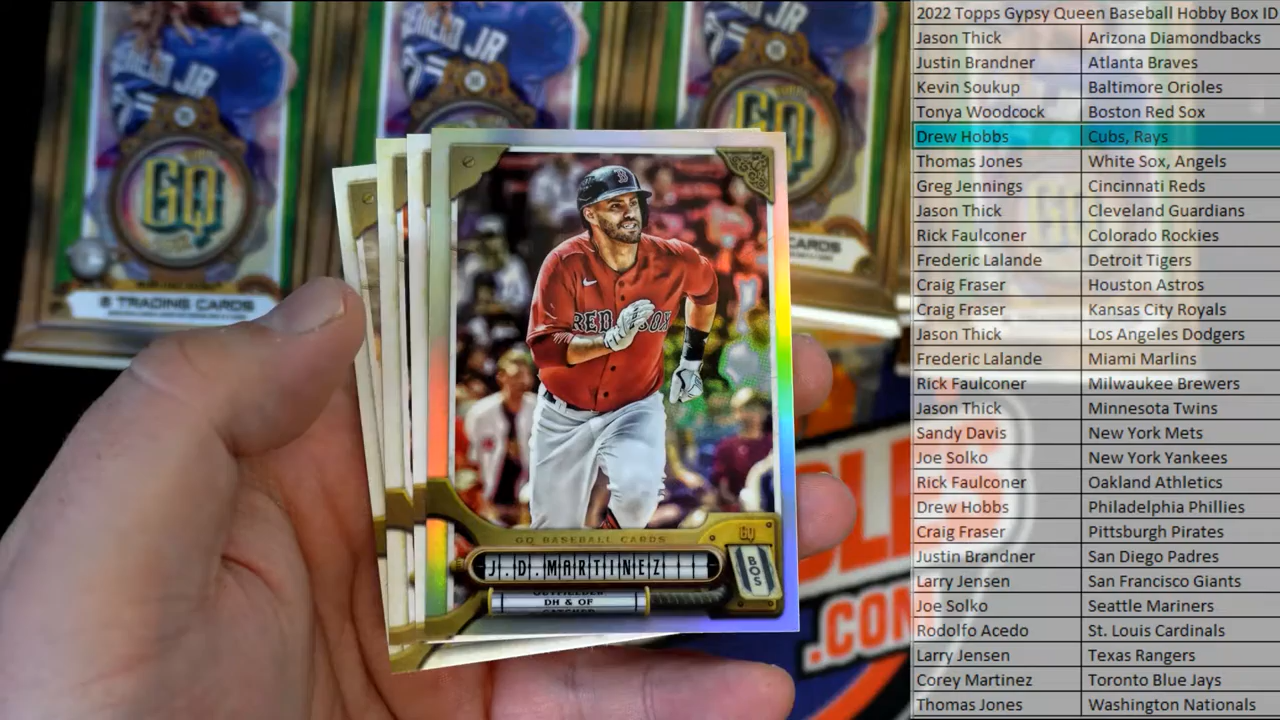 2022 Topps Gypsy Queen Baseball Hobby Box ID
Jason Thick Arizona Diamondbacks
Justin Brandner Atlanta Braves
Kevin Soukup Baltimore Orioles
Tonya Woodcock Boston Red Sox
Drew Hobbs Cubs, Rays
Thomas Jones White Sox, Angels
Greg Jennings Cincinnati Reds
Jason Thick Cleveland Guardians
Rick Faulconer Colorado Rockies
Frederic Lalande Detroit Tigers
Craig Fraser Houston Astros
Craig Fraser Kansas City Royals
Jason Thick Los Angeles Dodgers
Frederic Lalande Miami Marlins
Rick Faulconer Milwaukee Brewers
Jason Thick Minnesota Twins
Sandy Davis New York Mets
Joe Solko New York Yankees
Rick Faulconer Oakland Athletics
Drew Hobbs Philadelphia Phillies
Craig Fraser Pittsburgh Pirates
Justin Brandner San Diego Padres
Larry Jensen San Francisco Giants
Joe Solko Seattle Mariners
Rodolfo Acedo St. Louis Cardinals
Larry Jensen Texas Rangers
Corey Martinez Toronto Blue Jays
Thomas Jones Washington Nationals
JR
JR
JR
GQ
GQ
8 TRADING CARDS
CARDS
RED SOX
GQ BASEBALL CARDS
GQ
J.D. MARTINEZ
BOS
DH & OF
.COM